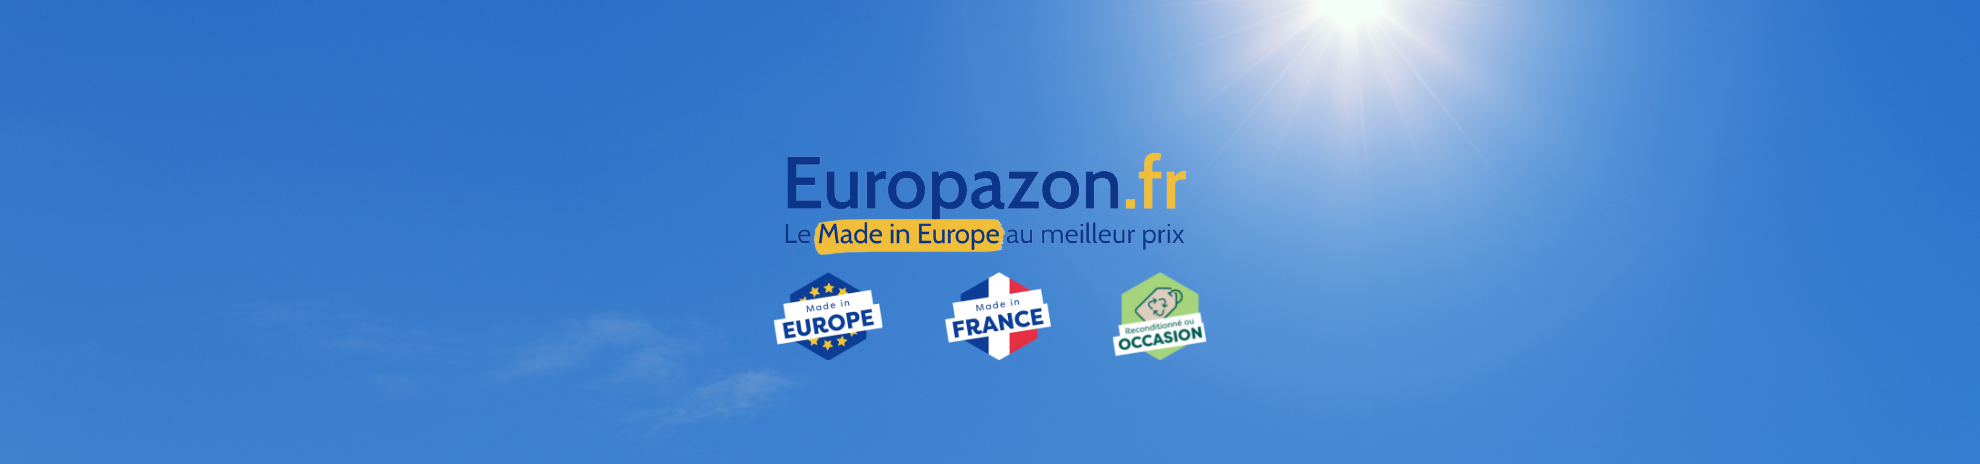 Europazon.fr
Le Made in Europe au meilleur prix
Made in
EUROPE
Made in
FRANCE
Reconditionné ou
OCCASION